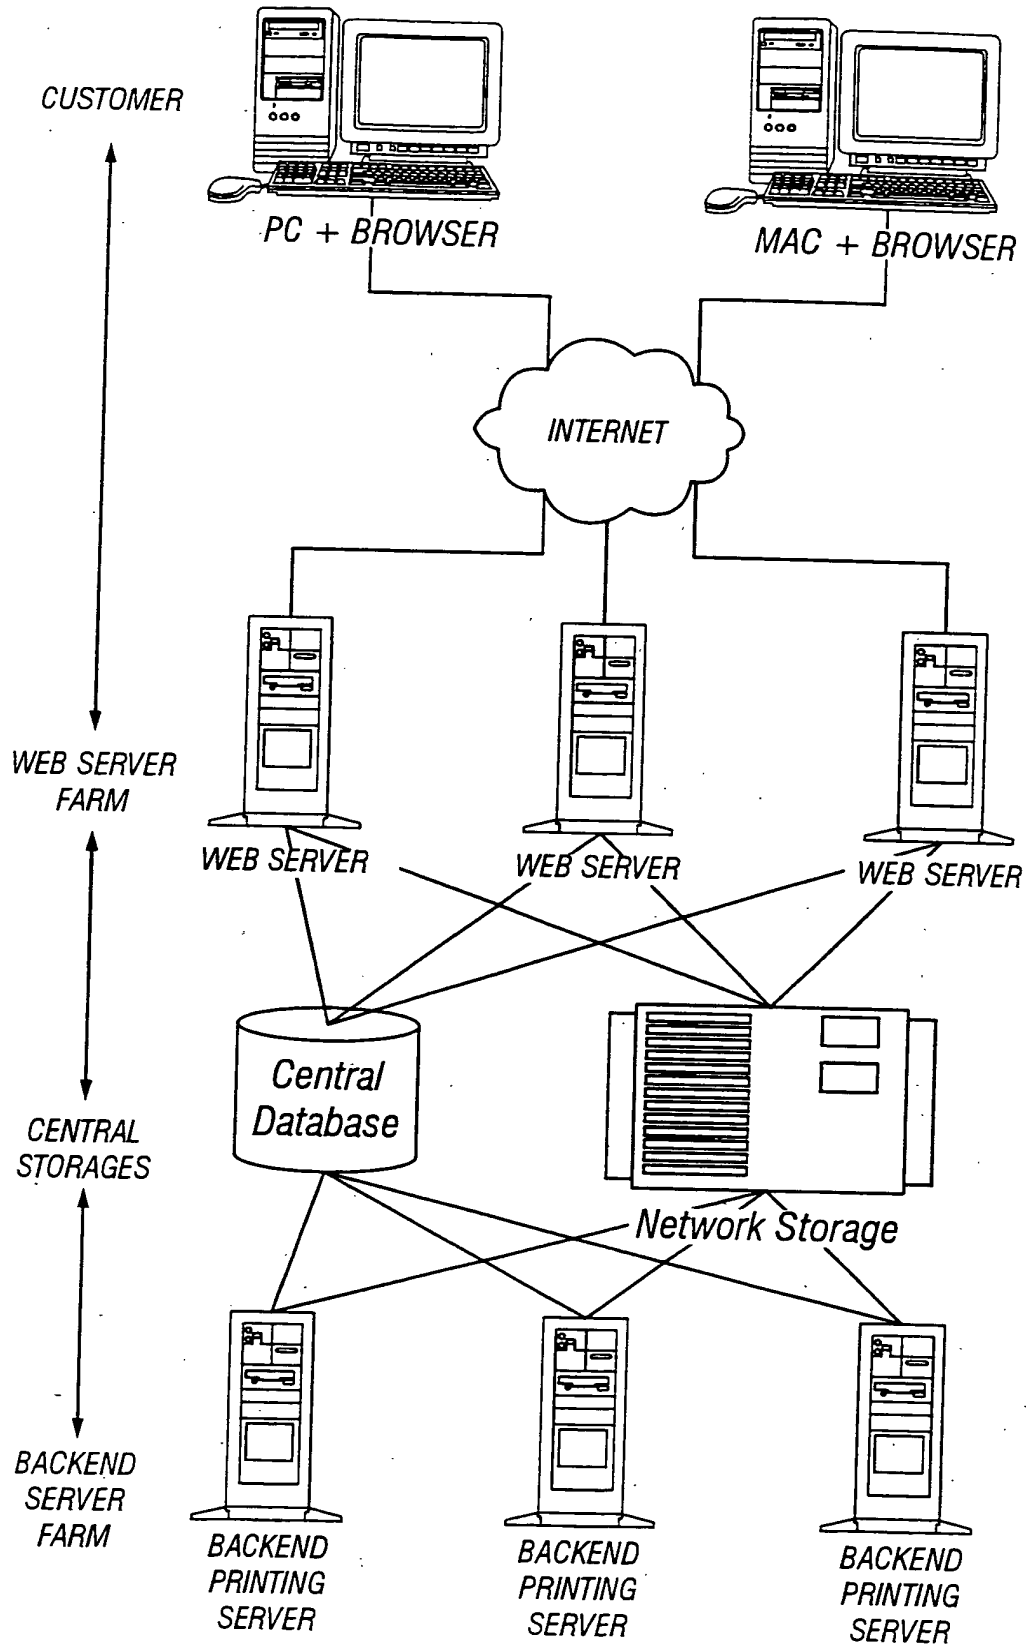 CUSTOMER
PC + BROWSER
MAC + BROWSER
INTERNET
WEB SERVER
FARM
WEB SERVER
WEB SERVER
WEB SERVER
Central
Database
CENTRAL
STORAGES
Network Storage
BACKEND
SERVER
FARM
BACKEND
PRINTING
SERVER
BACKEND
PRINTING
SERVER
BACKEND
PRINTING
SERVER